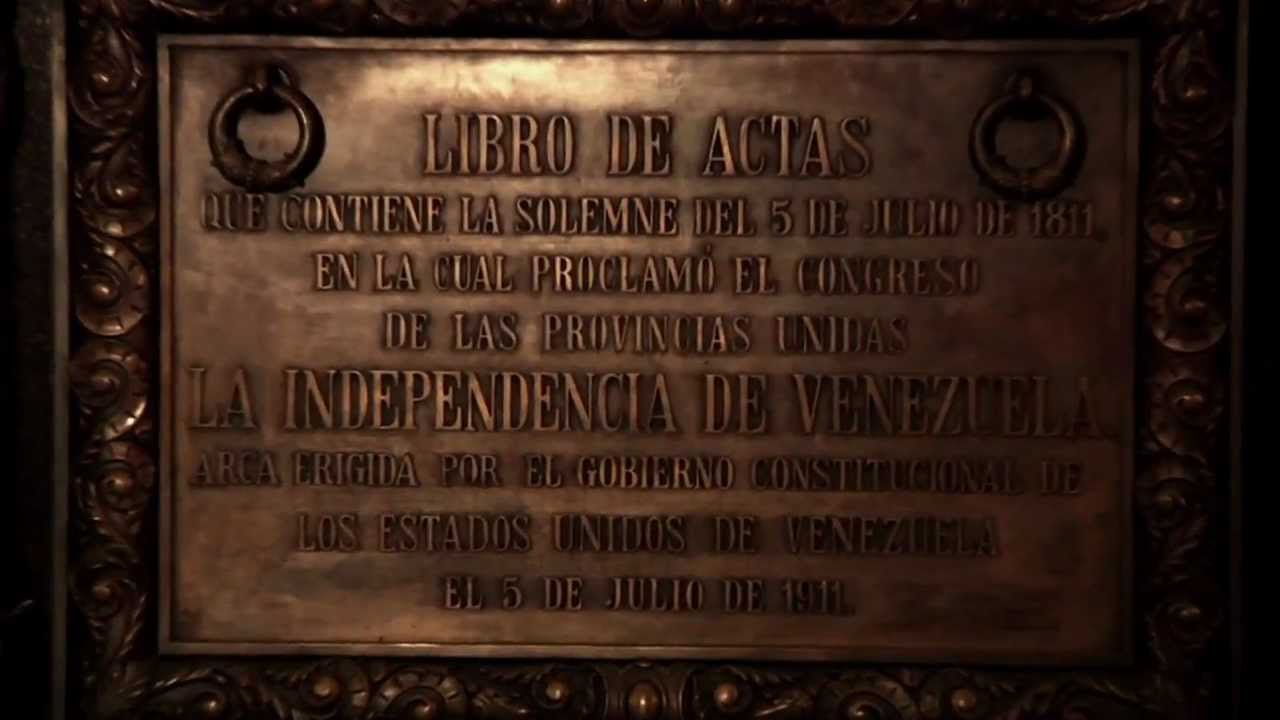 LIBRO DE ACTAS
QUE CONTIENE LA SOLEMNE DEL 5 DE JULIO DE 1811.
EN LA CUAL PROCLAMÓ EL CONGRESO
DE LAS PROVINCIAS UNIDAS
LA INDEPENDENCIA DE VENEZUELA.
ARCA ERIGIDA POR EL GOBIERNO CONSTITUCIONAL DE
LOS ESTADOS UNIDOS DE VENEZUELA
EL 5 DE JULIO DE 1911.